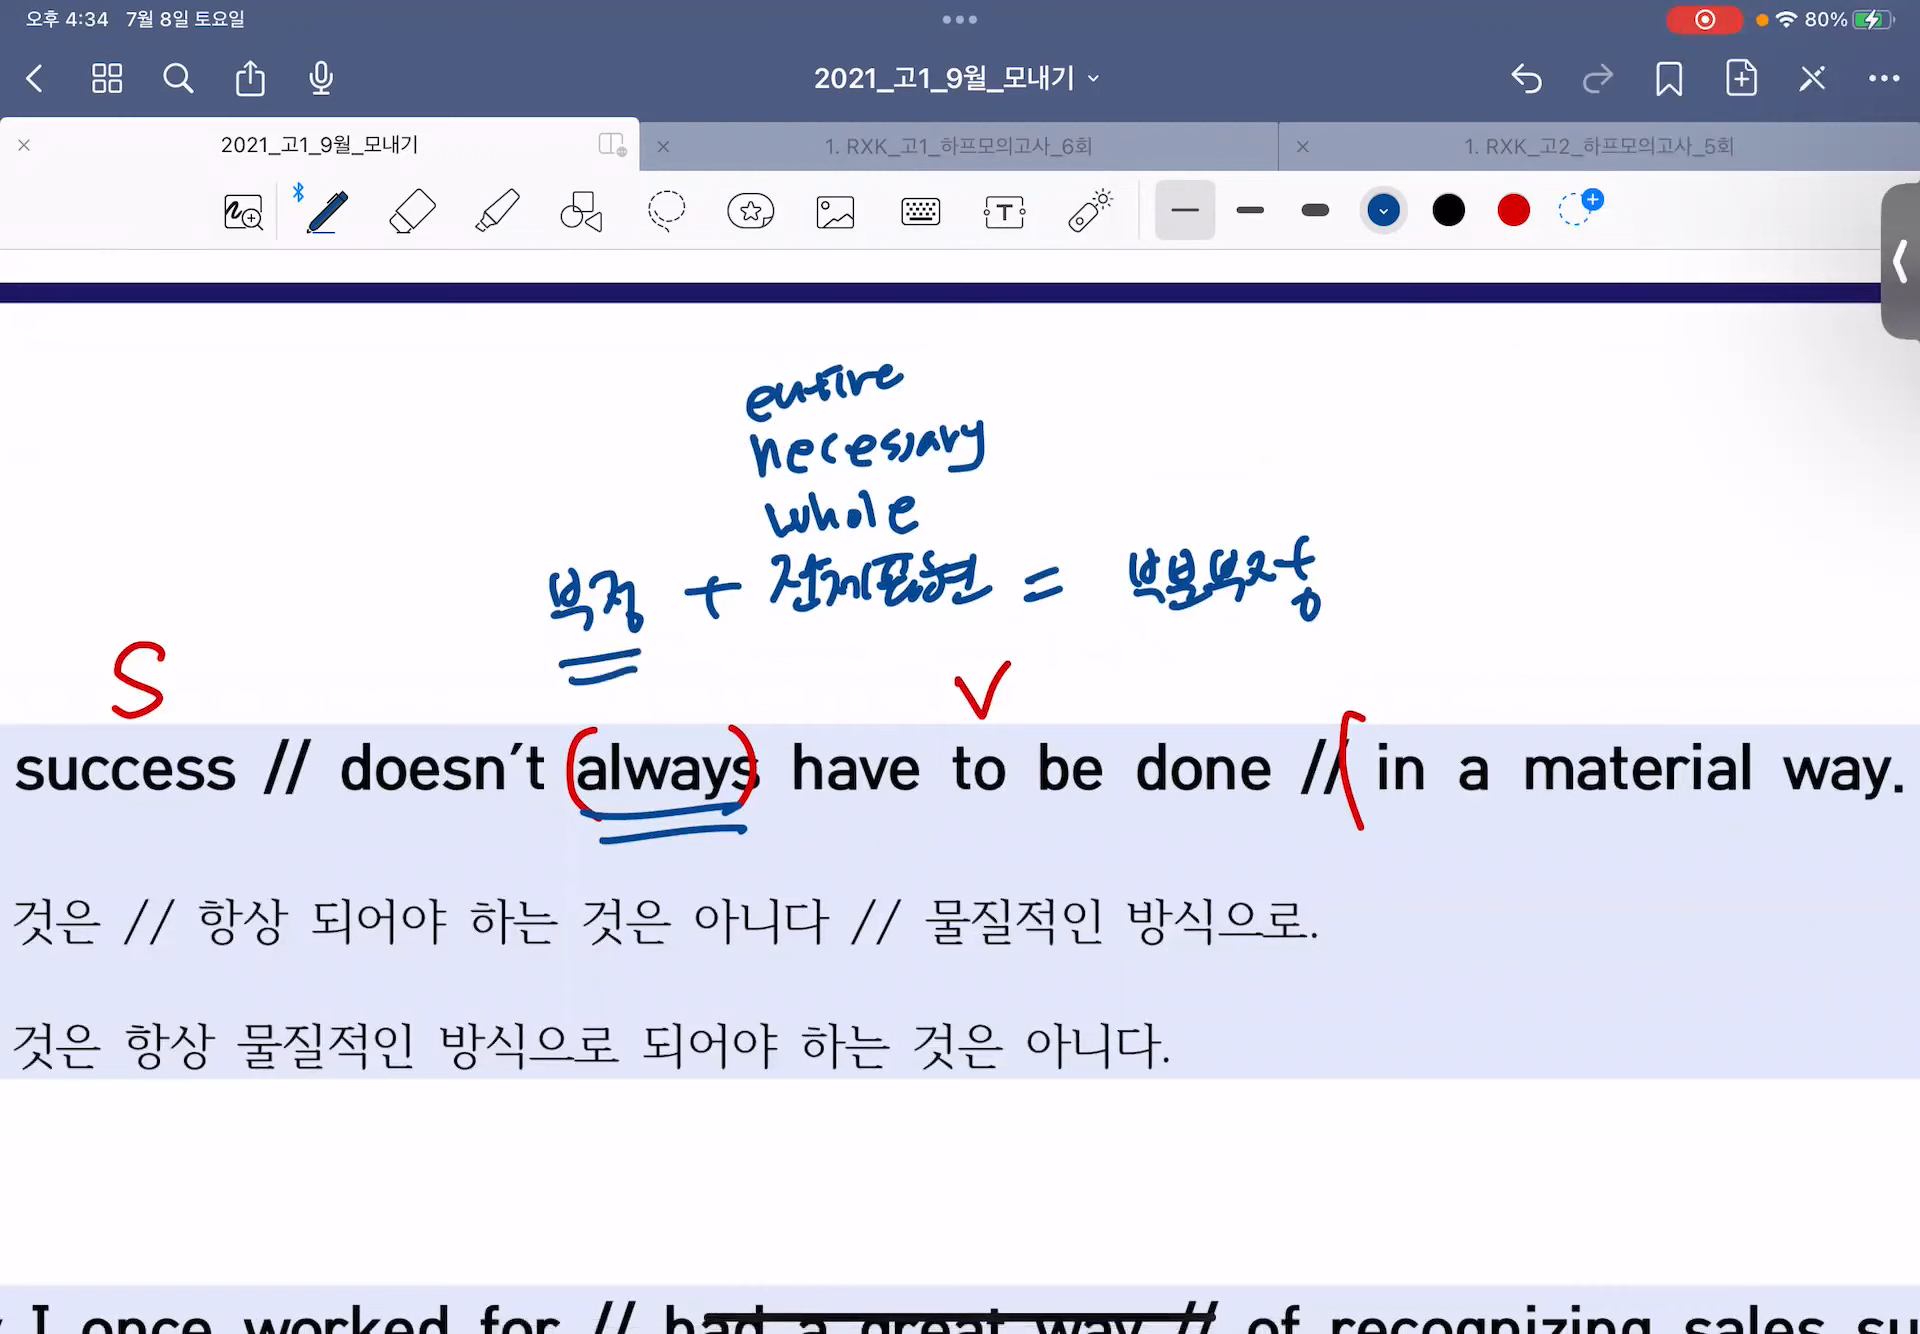 오후 4:34 7월 8일 토요일
80%
2021_고1_9월_모내기
2021_고1_9월_모내기
1. RXK_고1_하프모의고사_6회
1. RXK_고2_하프모의고사_5회
entire
necessary
whole
부정 + 전체표현 = 부분부정
S
V
success // doesn't (always) have to be done // ( in a material way.
것은 // 항상 되어야 하는 것은 아니다 // 물질적인 방식으로.
것은 항상 물질적인 방식으로 되어야 하는 것은 아니다.
I once worked for // had a great way // of recognizing sales su